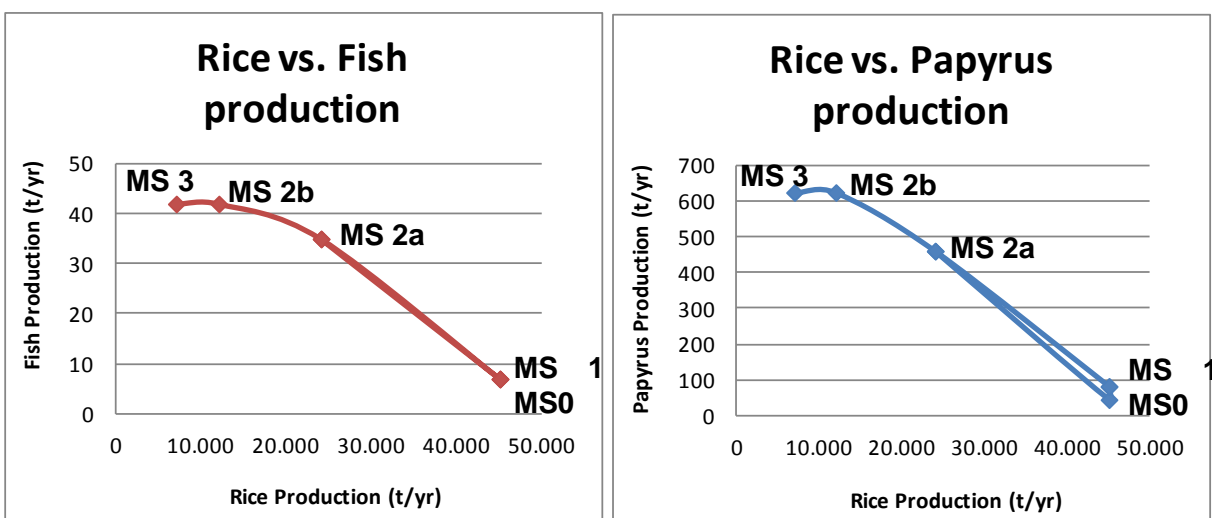 Rice vs. Fish
production
Fish Production (t/yr)
50
40
30
20
10
0
MS 3
MS 2b
MS 2a
MS 1
MS0
0 10.000 20.000 30.000 40.000 50.000
Rice Production (t/yr)
Rice vs. Papyrus
production
Papyrus Production (t/yr)
700
600
500
400
300
200
100
0
MS 3
MS 2b
MS 2a
MS 1
MS0
0 10.000 20.000 30.000 40.000 50.000
Rice Production (t/yr)